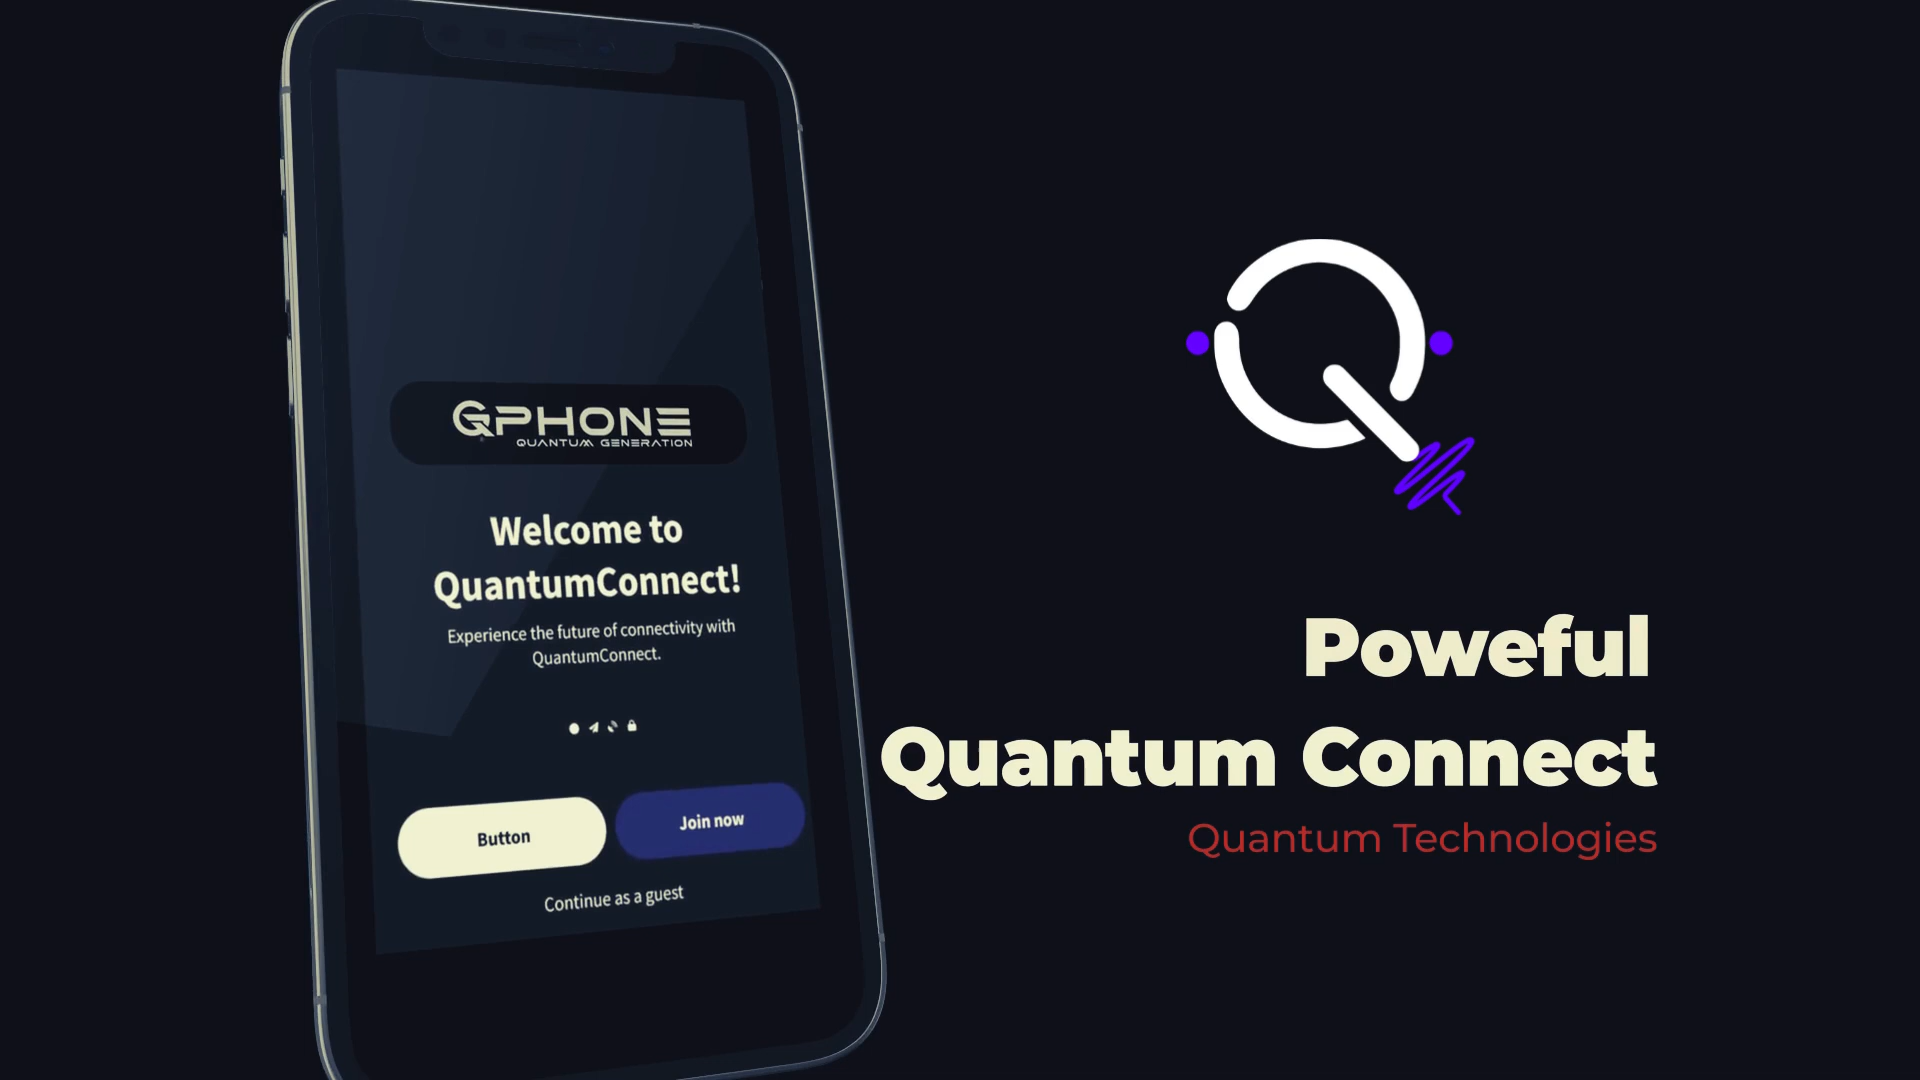 QPHONE
QUANTUM GENERATION
Welcome to
QuantumConnect!
Experience the future of connectivity with
QuantumConnect.
Button
Join now
Continue as a guest
Poweful
Quantum Connect
Quantum Technologies